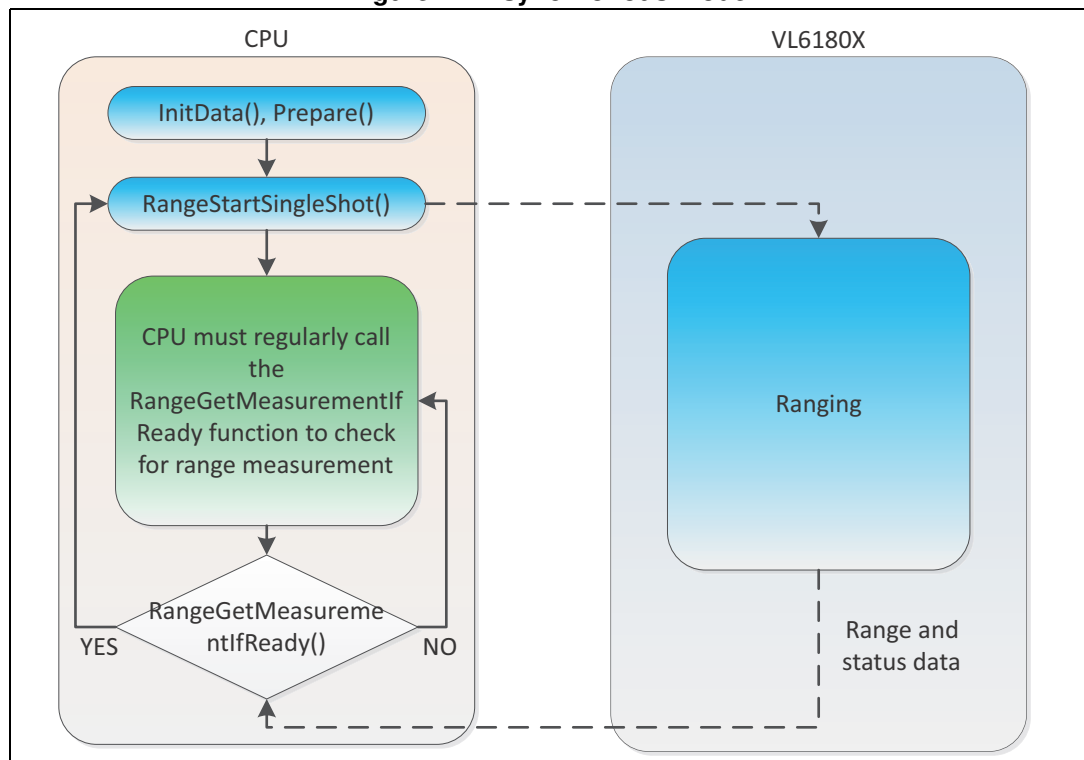 CPU
VL6180X
InitData(), Prepare()
RangeStartSingleShot()
CPU must regularly call
the
RangeGetMeasurementIf
Ready function to check
for range measurement
Ranging
RangeGetMeasureme
ntIfReady()
YES
NO
Range and
status data